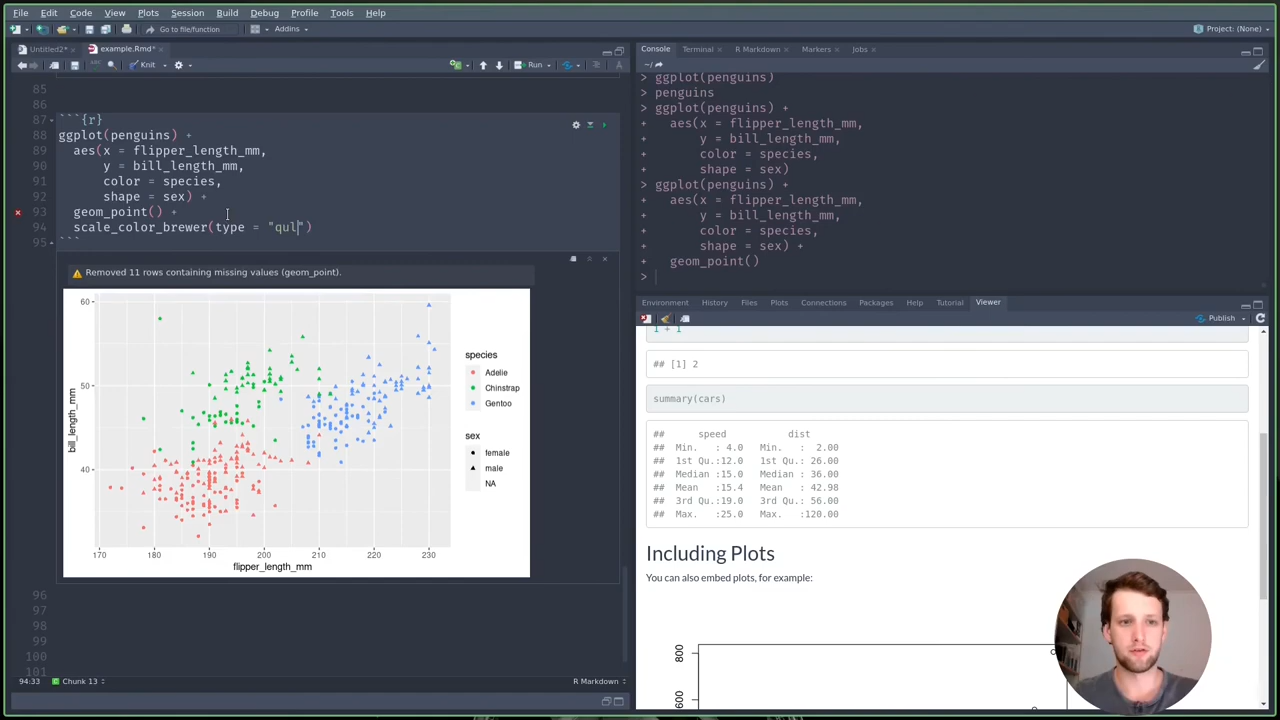 File Edit Code View Plots Session Build Debug Profile Tools Help
Go to file/function Addins Project: (None)
Untitled2* example.Rmd*
Knit Run
85
86
87 ```{r}
88 ggplot(penguins) +
89 aes(x = flipper_length_mm,
90 y = bill_length_mm,
91 color = species,
92 shape = sex) +
93 geom_point() +
94 scale_color_brewer(type = "qul")
95 ```
Removed 11 rows containing missing values (geom_point).
60
50
40
bill_length_mm
170 180 190 200 210 220 230
flipper_length_mm
species
Adelie
Chinstrap
Gentoo
sex
female
male
NA
96
97
98
99
100
101
94:33 Chunk 13 R Markdown
Console Terminal R Markdown Markers Jobs
~/
> ggplot(penguins)
> penguins
> ggplot(penguins) +
+ aes(x = flipper_length_mm,
+ y = bill_length_mm,
+ color = species,
+ shape = sex)
> ggplot(penguins) +
+ aes(x = flipper_length_mm,
+ y = bill_length_mm,
+ color = species,
+ shape = sex) +
+ geom_point()
>
Environment History Files Plots Connections Packages Help Tutorial Viewer
Publish
1 + 1
## [1] 2
summary(cars)
## speed dist
## Min. : 4.0 Min. : 2.00
## 1st Qu.:12.0 1st Qu.: 26.00
## Median :15.0 Median : 36.00
## Mean :15.4 Mean : 42.98
## 3rd Qu.:19.0 3rd Qu.: 56.00
## Max. :25.0 Max. :120.00
Including Plots
You can also embed plots, for example:
800
600